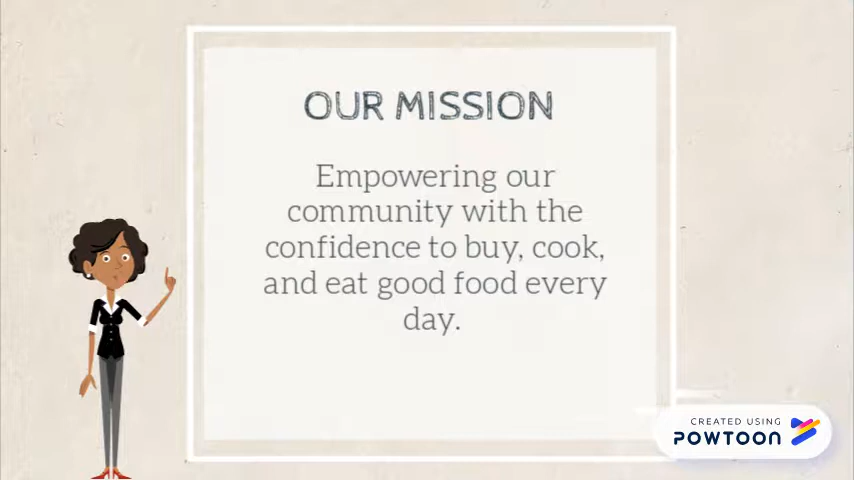 OUR MISSION
Empowering our
community with the
confidence to buy, cook,
and eat good food every
day.
CREATED USING
POWTOON